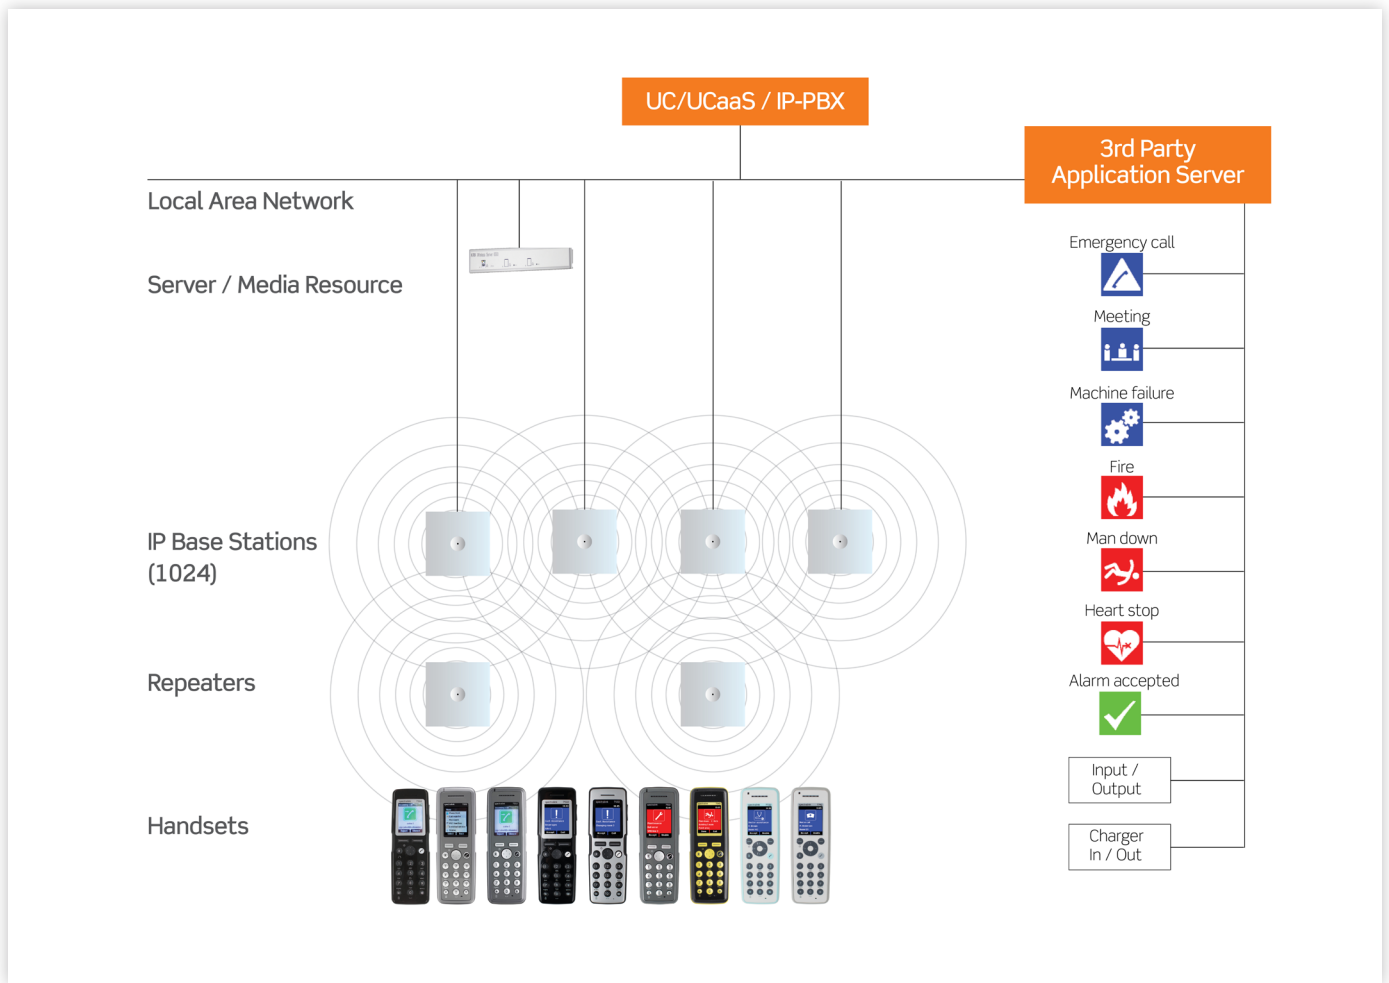 UC/UCaaS / IP-PBX
3rd Party
Application Server
Local Area Network
Server / Media Resource
IP Base Stations
(1024)
Repeaters
Handsets
Emergency call
Meeting
Machine failure
Fire
Man down
Heart stop
Alarm accepted
Input /
Output
Charger
In / Out